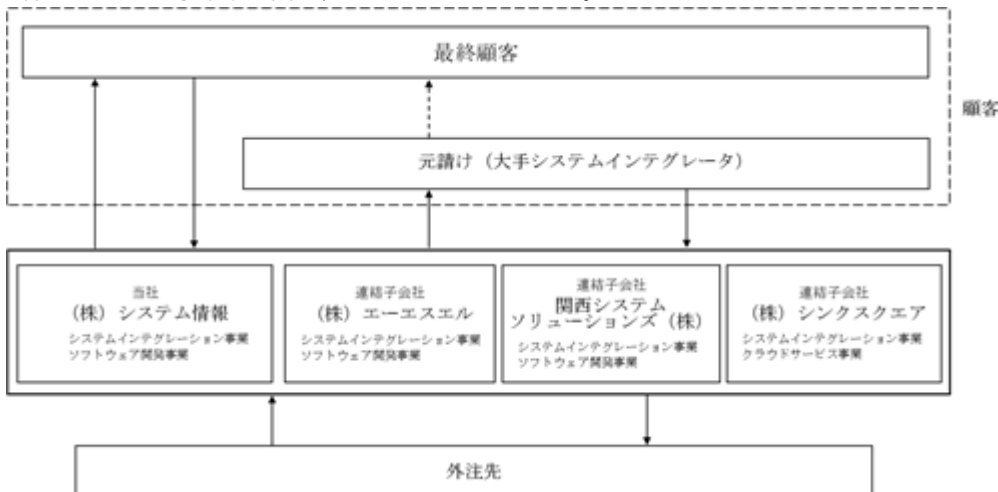 最終顧客
顧客
元請け（大手システムインテグレータ）
当社
（株）システム情報
システムインテグレーション事業
ソフトウェア開発事業
連結子会社
（株）エーエスエル
システムインテグレーション事業
ソフトウェア開発事業
連結子会社
関西システム
ソリューションズ（株）
システムインテグレーション事業
ソフトウェア開発事業
連結子会社
（株）シンクスクエア
システムインテグレーション事業
クラウドサービス事業
外注先